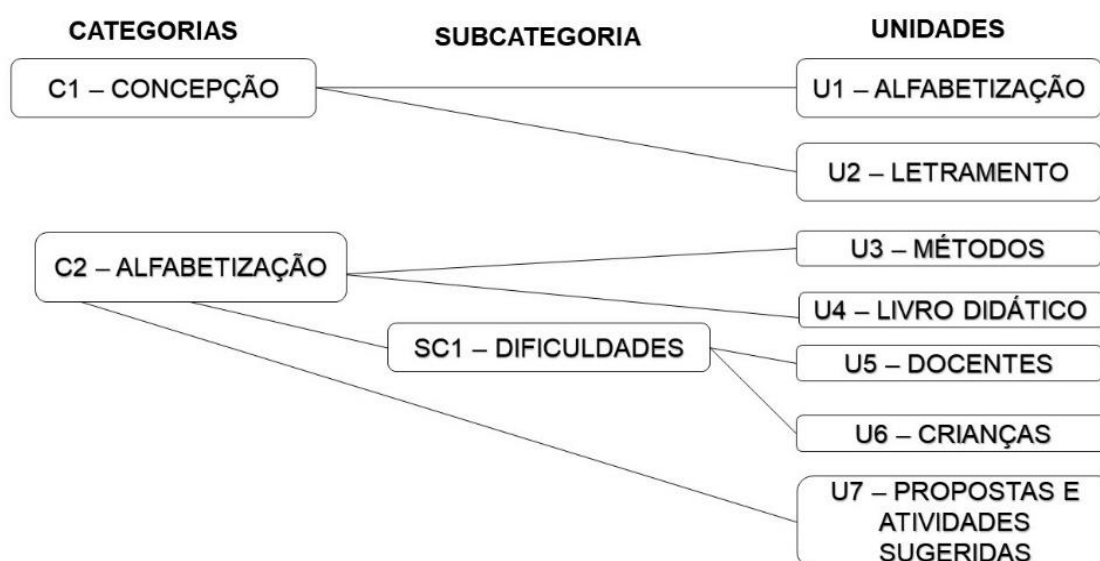 CATEGORIAS
SUBCATEGORIA
UNIDADES
C1 – CONCEPÇÃO
U1 – ALFABETIZAÇÃO
U2 – LETRAMENTO
C2 – ALFABETIZAÇÃO
U3 – MÉTODOS
U4 – LIVRO DIDÁTICO
SC1 – DIFICULDADES
U5 – DOCENTES
U6 – CRIANÇAS
U7 – PROPOSTAS E
ATIVIDADES
SUGERIDAS